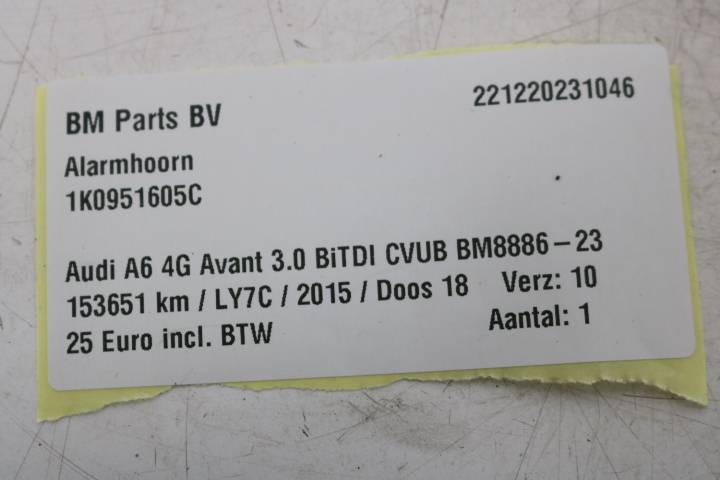 BM Parts BV 221220231046
Alarmhoorn
1K0951605C
Audi A6 4G Avant 3.0 BiTDI CVUB BM8886-23
153651 km / LY7C / 2015 / Doos 18 Verz: 10
25 Euro incl. BTW Aantal: 1